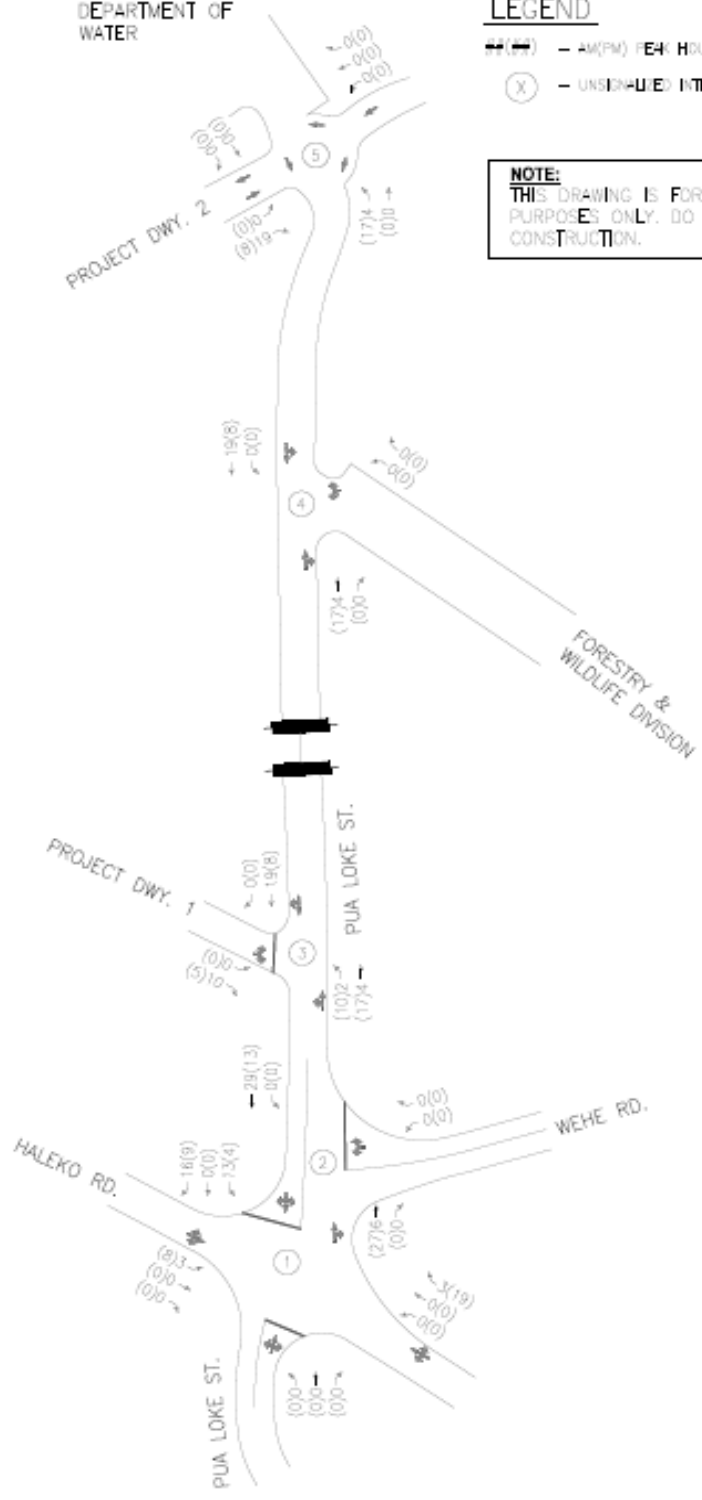 DEPARTMENT OF
WATER
LEGEND
##(##) – AM(PM) PEAK HOU
X – UNSIGNALIZED INT
NOTE:
THIS DRAWING IS FOR
PURPOSES ONLY. DO
CONSTRUCTION.
0(0)
0(0)
0(0)
(0)0
(0)0
5
PROJECT DWY. 2
(0)0
(8)19
(17)4
(0)0
19(8)
0(0)
0(0)
0(0)
4
(17)4
(0)0
FORESTRY &
WILDLIFE DIVISION
PUA LOKE ST.
PROJECT DWY. 1
0(0)
19(8)
3
(0)0
(5)10
(10)2
(17)4
29(13)
0(0)
0(0)
0(0)
WEHE RD.
2
HALEKO RD.
16(9)
0(0)
13(4)
(27)6
(0)0
1
(8)3
(0)0
(0)0
3(19)
0(0)
0(0)
PUA LOKE ST.
(0)0
(0)0
(0)0